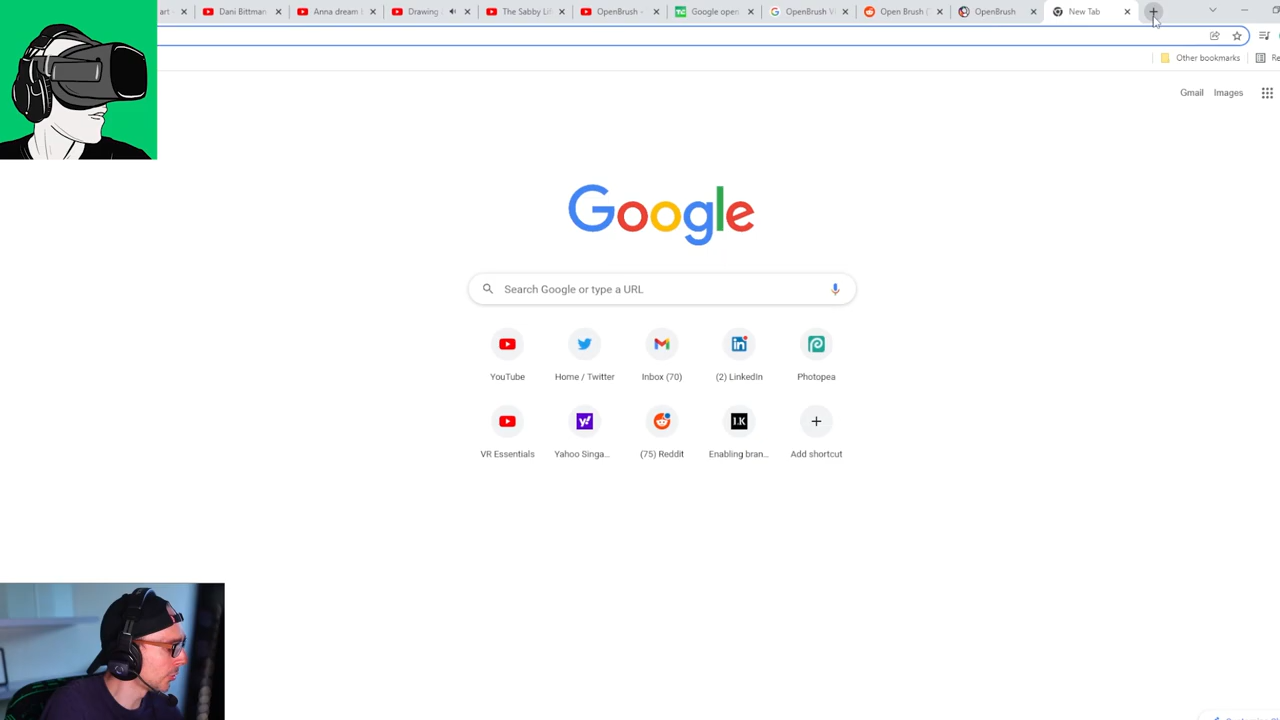 art - Dani Bittman Anna dream Drawing The Sabby Li OpenBrush Google open OpenBrush V Open Brush ( OpenBrush New Tab
Other bookmarks Re
Gmail Images
Google
Search Google or type a URL
YouTube Home / Twitter Inbox (70) (2) LinkedIn Photopea
VR Essentials Yahoo Singa... (75) Reddit Enabling bran... Add shortcut